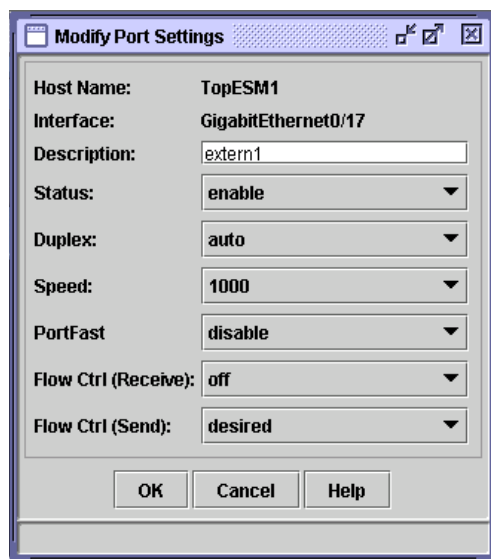 Modify Port Settings
Host Name: TopESM1
Interface: GigabitEthernet0/17
Description: extern1
Status: enable
Duplex: auto
Speed: 1000
PortFast disable
Flow Ctrl (Receive): off
Flow Ctrl (Send): desired
OK Cancel Help